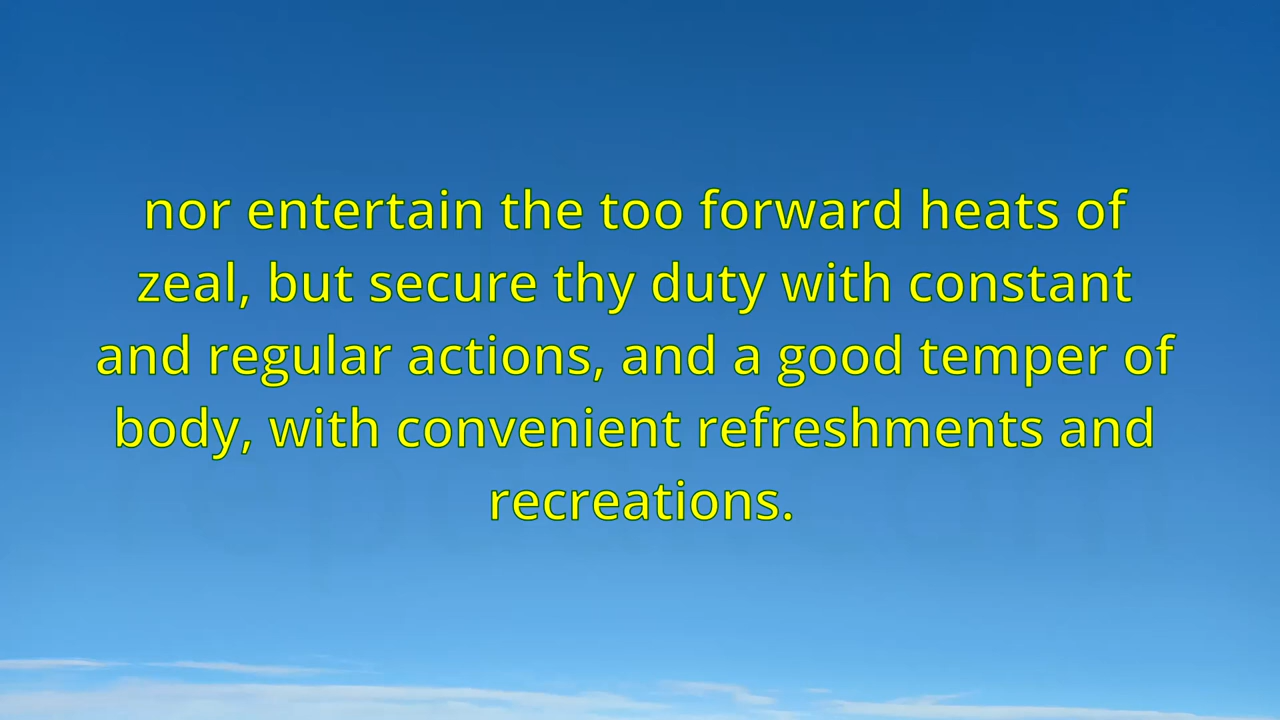 nor entertain the too forward heats of
zeal, but secure thy duty with constant
and regular actions, and a good temper of
body, with convenient refreshments and
recreations.